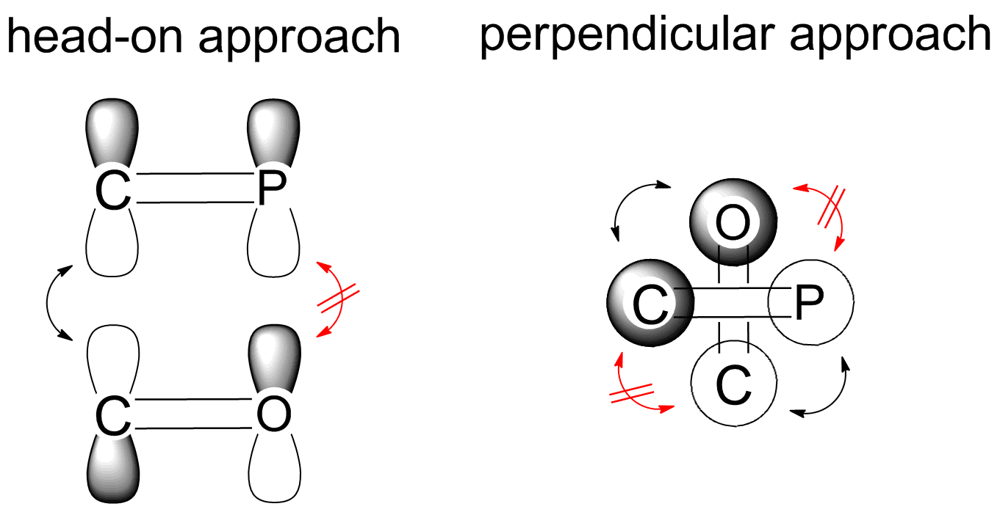 head-on approach
perpendicular approach
C P
C O
O
C P
C